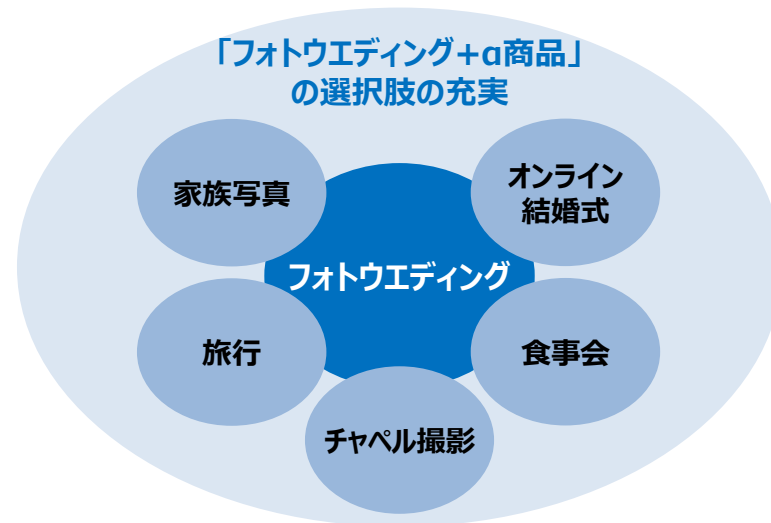 「フォトウエディング+α商品」
の選択肢の充実
家族写真
オンライン
結婚式
フォトウエディング
旅行
食事会
チャペル撮影